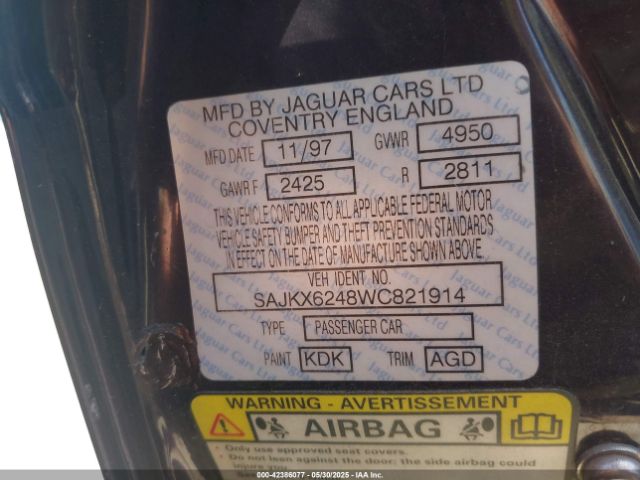 MFD BY JAGUAR CARS LTD
COVENTRY ENGLAND
MFD DATE 11/97 GVWR 4950
GAWR F 2425 R 2811
THIS VEHICLE CONFORMS TO ALL APPLICABLE FEDERAL MOTOR
VEHICLE SAFETY BUMPER AND THEFT PREVENTION STANDARDS
IN EFFECT ON THE DATE OF MANUFACTURE SHOWN ABOVE.
VEH IDENT NO.
SAJKX6248WC821914
TYPE PASSENGER CAR
PAINT KDK TRIM AGD
WARNING - AVERTISSEMENT
AIRBAG
• Only use approved seat covers.
• Do not lean against the door; the side airbag could
injure you.
000-42386077 - 05/30/2025 - IAAI, Inc.